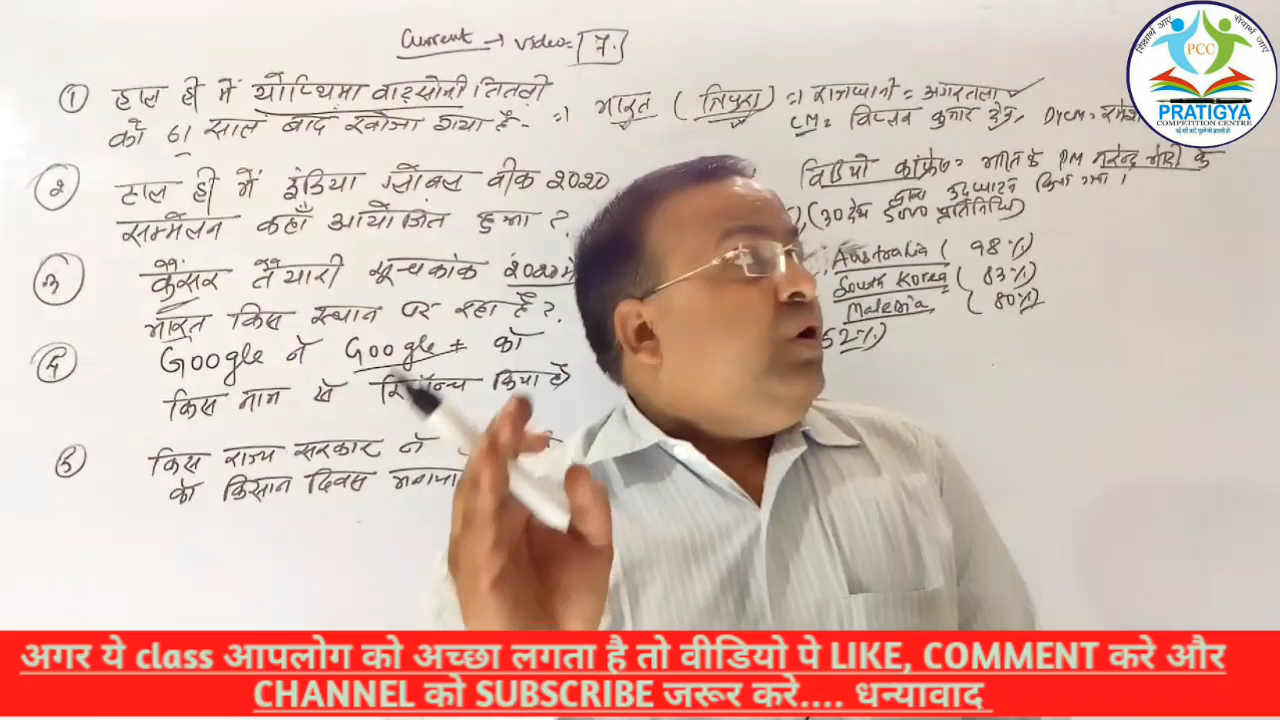 Current → Video = 7.
① हाल ही में योप्थिमा वाट्सोनी तितली
को 61 साल बाद खोजा गया है- =) भारत (त्रिपुरा) =) राजधानी = अगरतला
CM = विप्लव कुमार देव, DyCM =
② हाल ही में इंडिया ग्लोबल वीक 2020
सम्मेलन कहाँ आयोजित हुआ ?
विडियो कांफ्रेंस = भारत के PM नरेन्द्र मोदी के
द्वारा उद्घाटन किया गया ।
(30 देश 5000 प्रतिनिधि)
③ कैंसर तैयारी सूचकांक 2020 में
भारत किस स्थान पर रहा है ?
Australia ( 98 %)
South Korea ( 83 %)
Malesia ( 80 %)
52 %)
④ Google ने Google + को
किस नाम से किया है
⑤ किस राज्य सरकार ने
को किसान दिवस मनाया
शिक्षार्थ आएं सेवार्थ जाएं
PCC
PRATIGYA
COMPETITION CENTRE
अगर ये class आपलोग को अच्छा लगता है तो वीडियो पे LIKE, COMMENT करे और
CHANNEL को SUBSCRIBE जरूर करे.... धन्यावाद